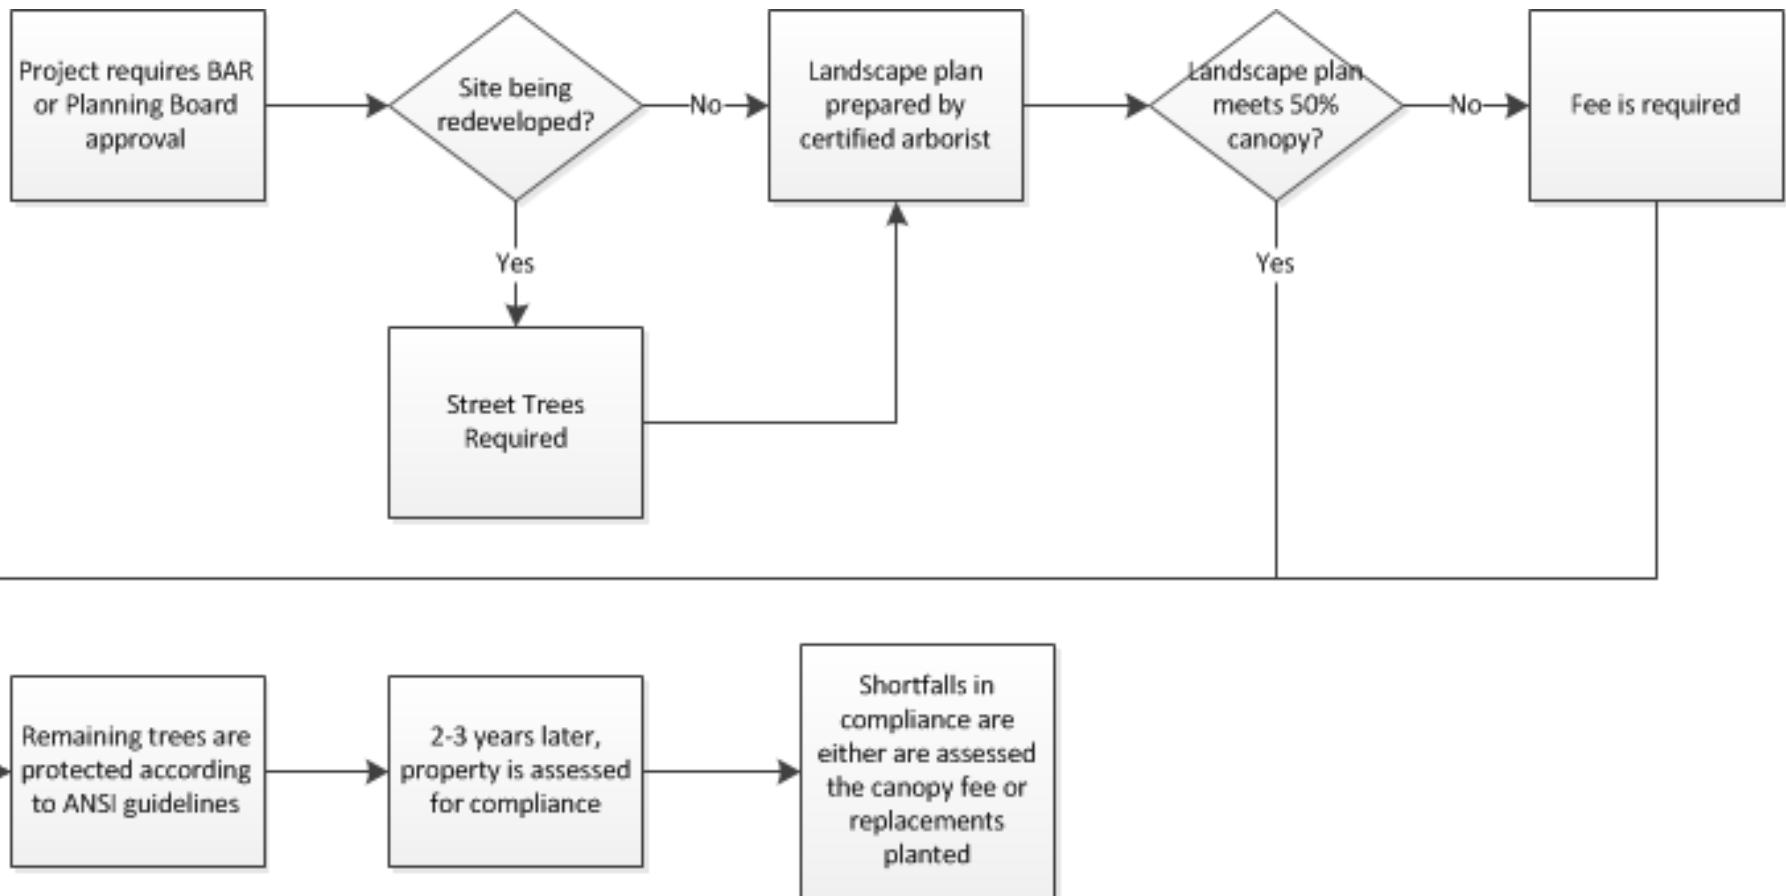 Project requires BAR
or Planning Board
approval
Site being
redeveloped?
No
Landscape plan
prepared by
certified arborist
Landscape plan
meets 50%
canopy?
No
Fee is required
Yes
Yes
Street Trees
Required
Remaining trees are
protected according
to ANSI guidelines
2-3 years later,
property is assessed
for compliance
Shortfalls in
compliance are
either are assessed
the canopy fee or
replacements
planted